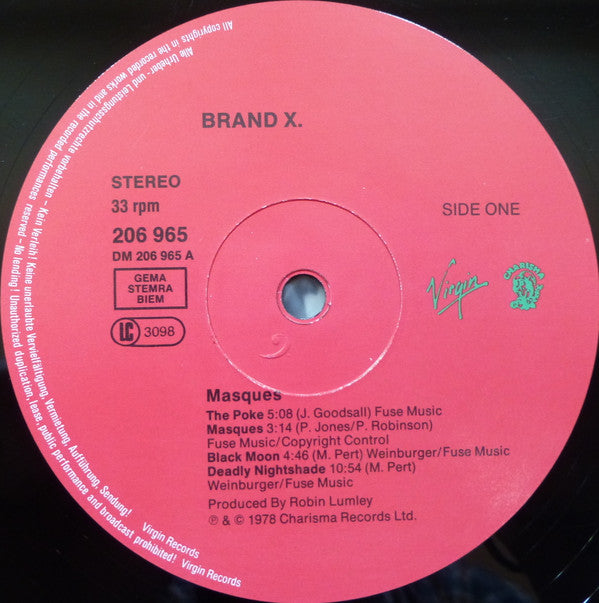 BRAND X.
STEREO
33 rpm
206 965
DM 206 965 A
GEMA
STEMRA
BIEM
LC 3098
SIDE ONE
Virgin
CHARISMA
Masques
The Poke 5:08 (J. Goodsall) Fuse Music
Masques 3:14 (P. Jones/P. Robinson)
Fuse Music/Copyright Control
Black Moon 4:46 (M. Pert) Weinburger/Fuse Music
Deadly Nightshade 10:54 (M. Pert)
Weinburger/Fuse Music
Produced By Robin Lumley
℗ & © 1978 Charisma Records Ltd.
Alle Urheber- und Leistungsschutzrechte vorbehalten - Kein Verleih! Keine unerlaubte Vervielfältigung, Vermietung, Aufführung, Sendung! Virgin Records
All copyrights in the recorded works and in the recorded performances reserved - No lending! Unauthorized duplication, lease, public performance and broadcast prohibited! Virgin Records